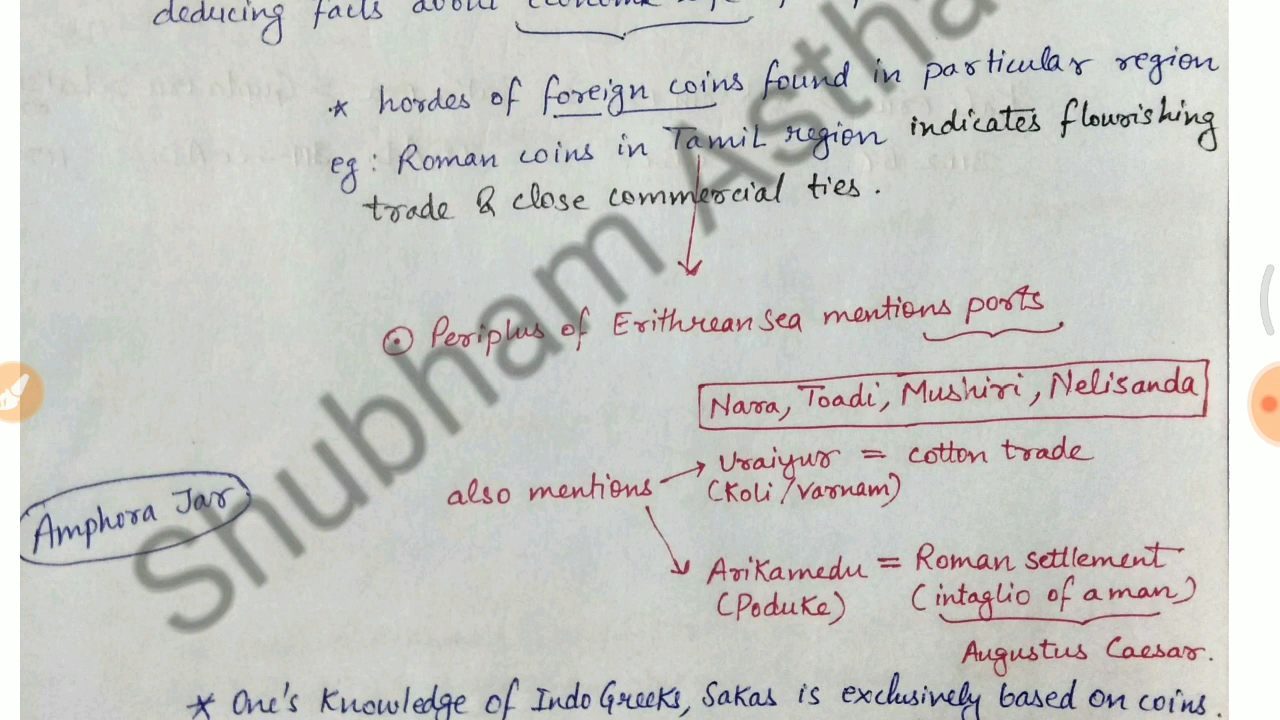 deducing facts about economic
* hordes of foreign coins found in particular region
eg : Roman coins in Tamil region indicates flourishing
trade & close commercial ties .
Periplus of Erithrean Sea mentions ports
Nara, Toadi, Mushiri, Nelisanda
also mentions → Uraiyur = cotton trade
(Koli / Varnam)
Amphora Jar
Arikamedu = Roman settlement
(Poduke) (intaglio of a man)
Augustus Caesar.
* One's Knowledge of Indo Greeks, Sakas is exclusively based on coins .
Shubham Astha